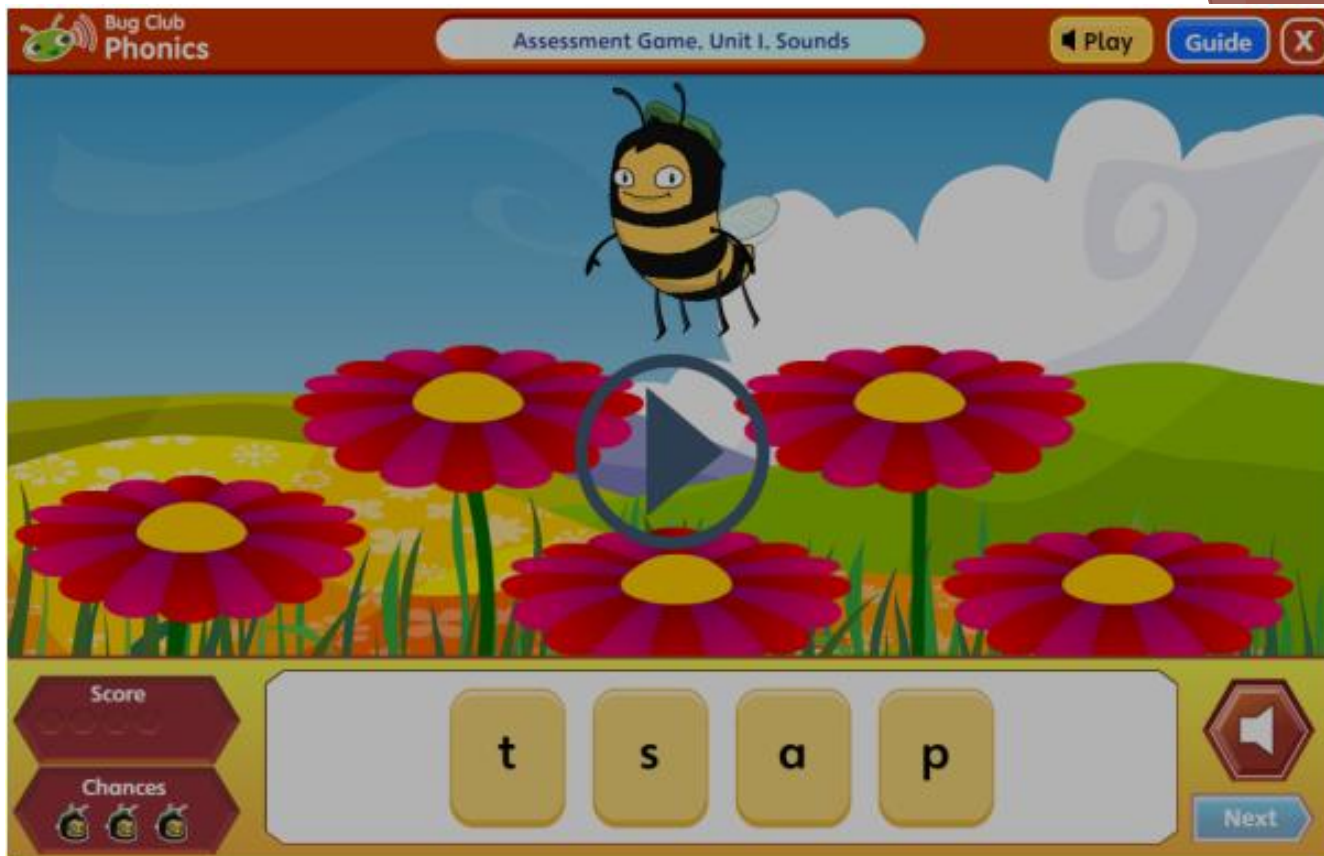 Bug Club
Phonics
Assessment Game, Unit 1, Sounds
Play
Guide
X
Score
Chances
t s a p
Next